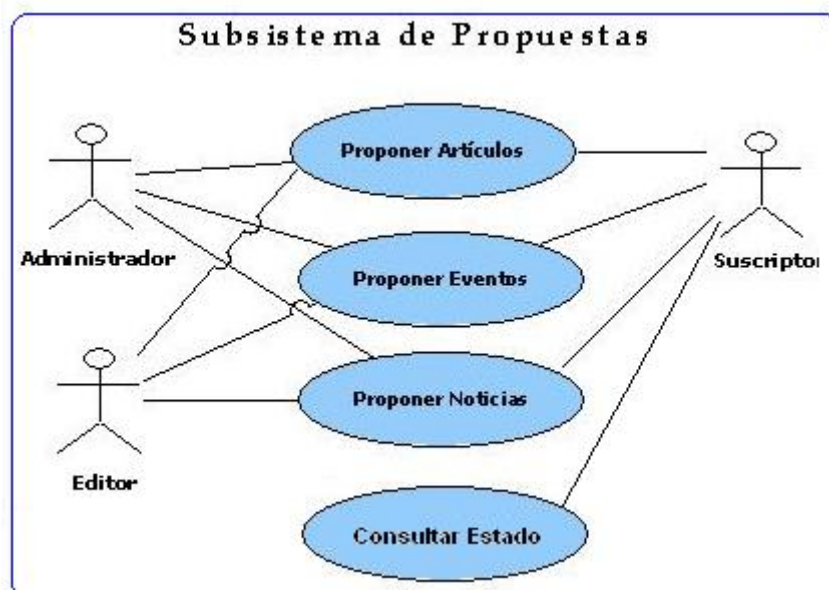 Subsistema de Propuestas
Proponer Artículos
Administrador
Proponer Eventos
Suscriptor
Proponer Noticias
Editor
Consultar Estado